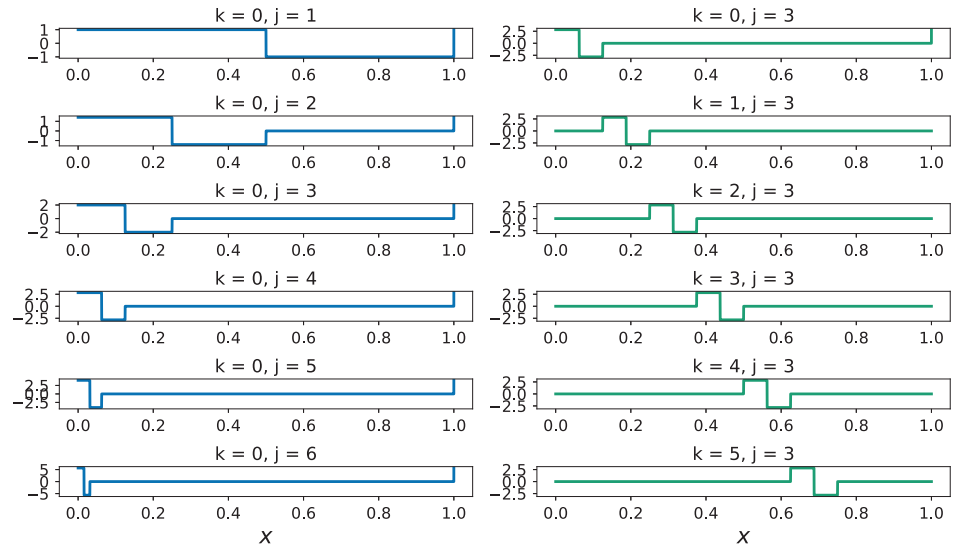 k = 0, j = 1
1
0
−1
0.0 0.2 0.4 0.6 0.8 1.0
k = 0, j = 2
1
0
−1
0.0 0.2 0.4 0.6 0.8 1.0
k = 0, j = 3
2
0
−2
0.0 0.2 0.4 0.6 0.8 1.0
k = 0, j = 4
2.5
0.0
−2.5
0.0 0.2 0.4 0.6 0.8 1.0
k = 0, j = 5
2.5
0.0
−2.5
0.0 0.2 0.4 0.6 0.8 1.0
k = 0, j = 6
5
0
−5
0.0 0.2 0.4 0.6 0.8 1.0
x
k = 0, j = 3
2.5
0.0
−2.5
0.0 0.2 0.4 0.6 0.8 1.0
k = 1, j = 3
2.5
0.0
−2.5
0.0 0.2 0.4 0.6 0.8 1.0
k = 2, j = 3
2.5
0.0
−2.5
0.0 0.2 0.4 0.6 0.8 1.0
k = 3, j = 3
2.5
0.0
−2.5
0.0 0.2 0.4 0.6 0.8 1.0
k = 4, j = 3
2.5
0.0
−2.5
0.0 0.2 0.4 0.6 0.8 1.0
k = 5, j = 3
2.5
0.0
−2.5
0.0 0.2 0.4 0.6 0.8 1.0
x